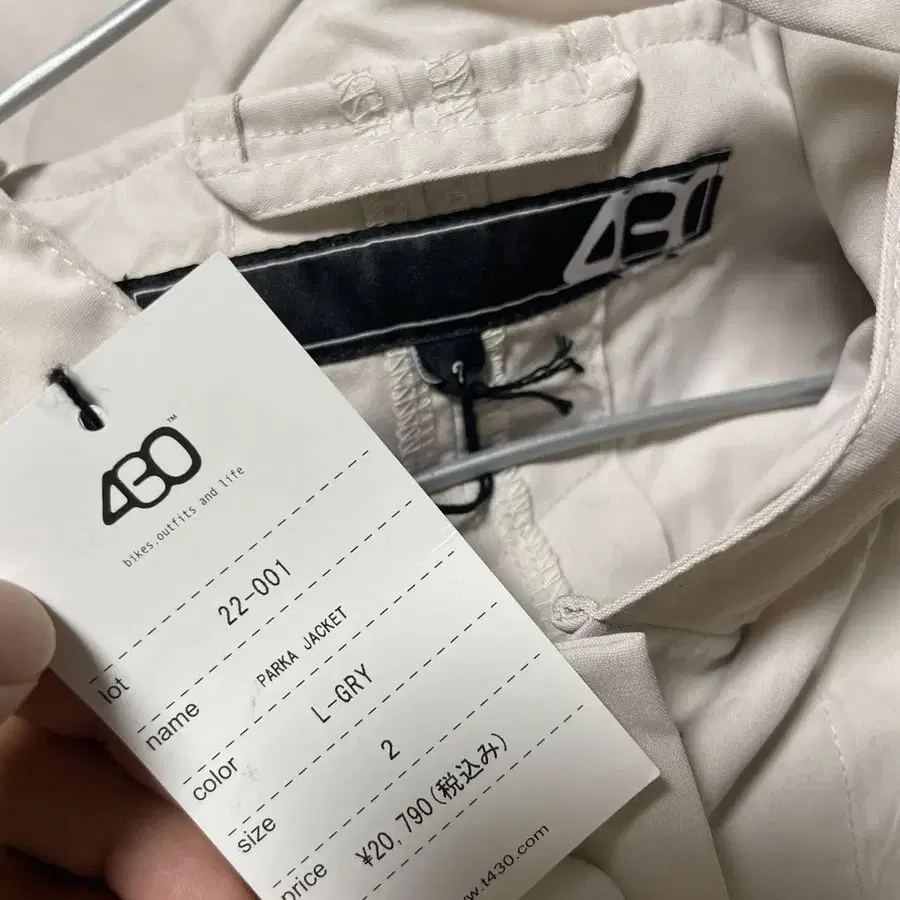 430
2
430™
bikes.outfits and life
lot 22-001
name PARKA JACKET
color L-GRY
size 2
price ¥20,790(税込み)
www.t430.com